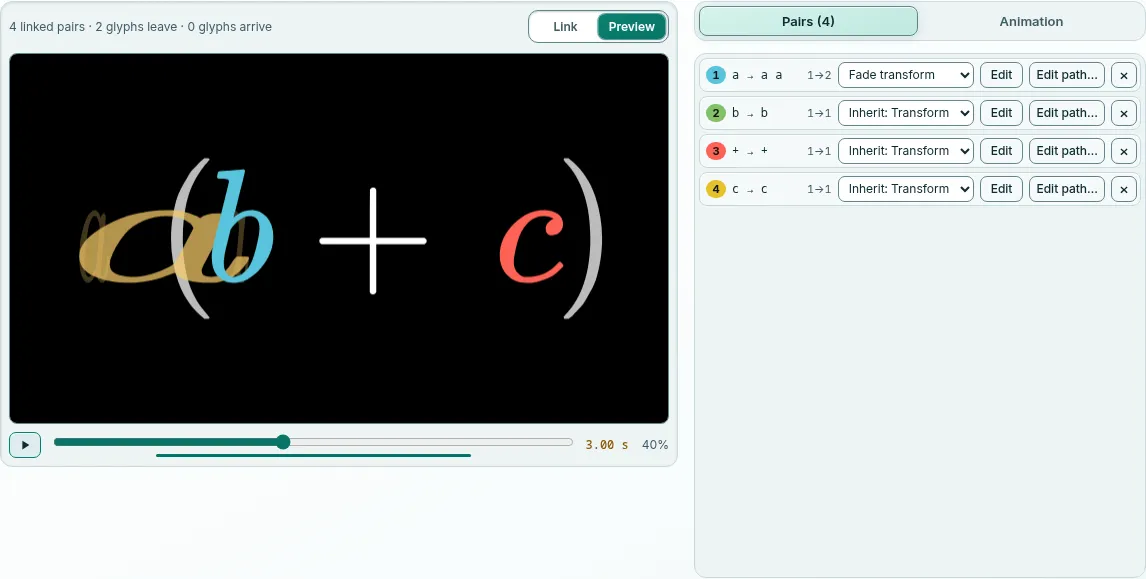 4 linked pairs · 2 glyphs leave · 0 glyphs arrive
Link Preview
a ( b + c )
3.00 s 40%
Pairs (4) Animation
1 a → a a 1→2 Fade transform Edit Edit path... ×
2 b → b 1→1 Inherit: Transform Edit Edit path... ×
3 + → + 1→1 Inherit: Transform Edit Edit path... ×
4 c → c 1→1 Inherit: Transform Edit Edit path... ×